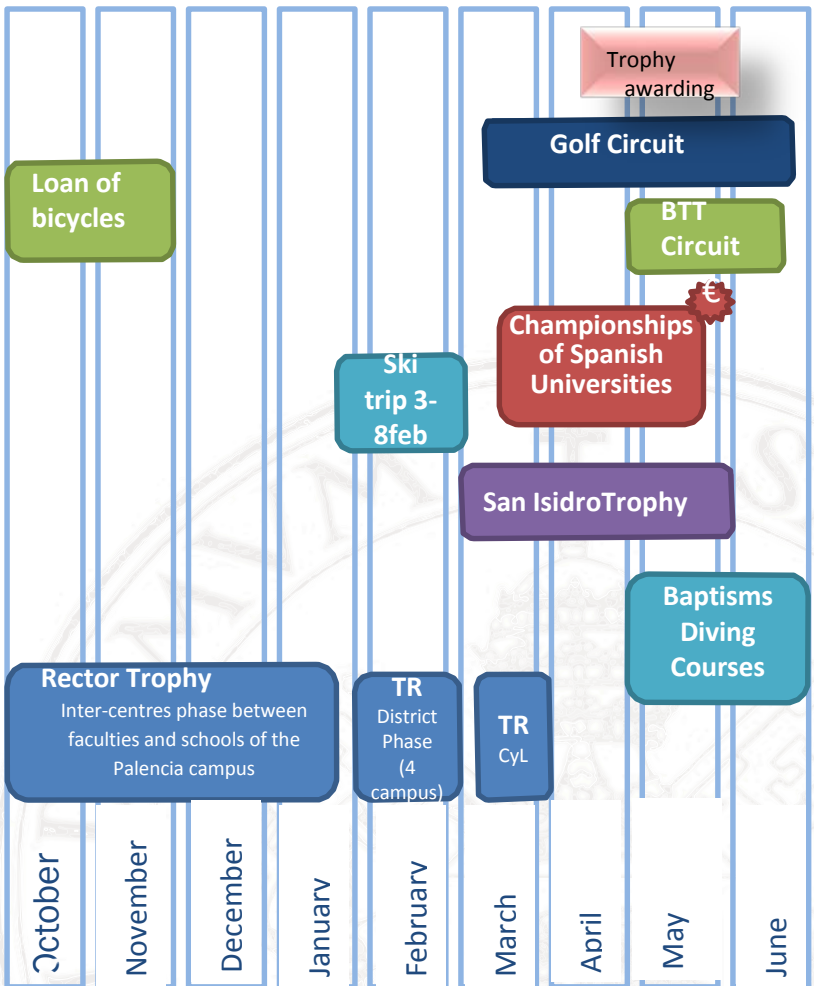 Trophy
awarding
Golf Circuit
Loan of
bicycles
BTT
Circuit
€
Championships
of Spanish
Universities
Ski
trip 3-
8feb
San IsidroTrophy
Baptisms
Diving
Courses
Rector Trophy
Inter-centres phase between
faculties and schools of the
Palencia campus
TR
District
Phase
(4
campus)
TR
CyL
October
November
December
January
February
March
April
May
June